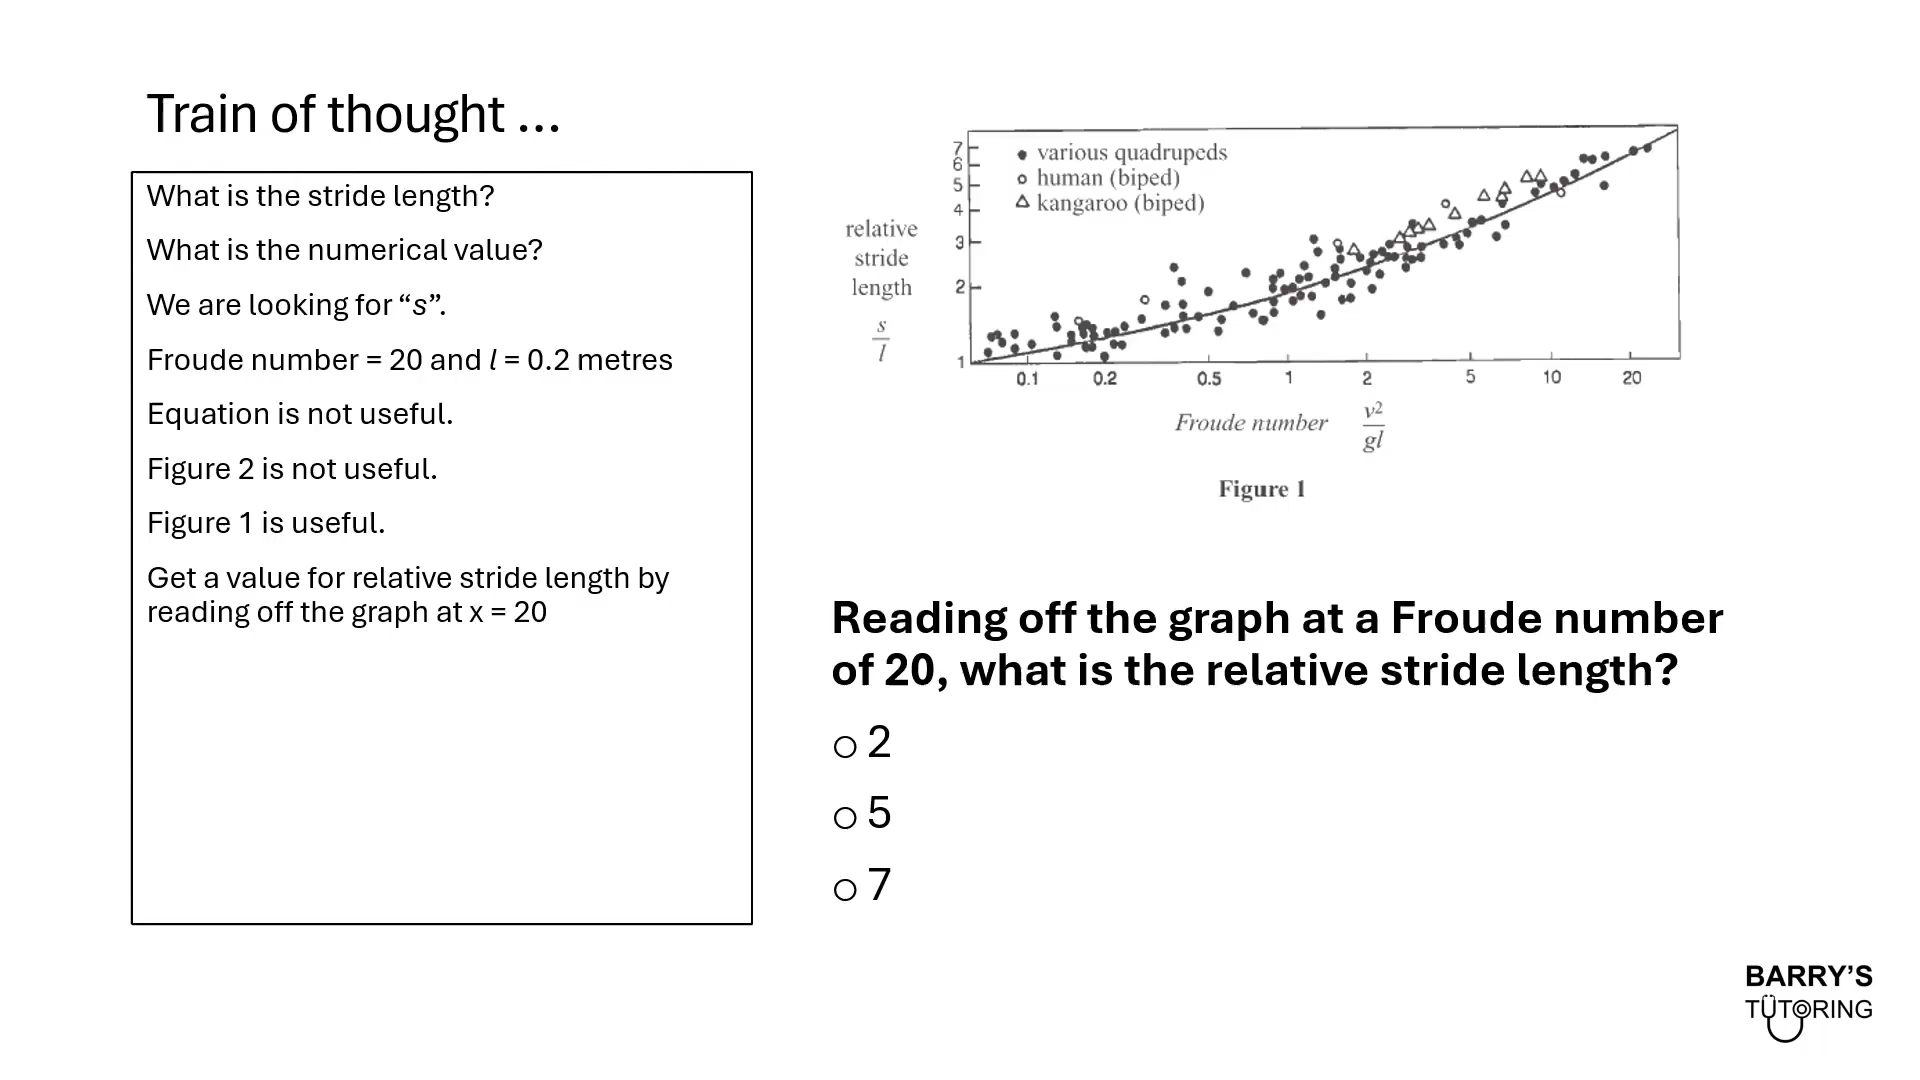 Train of thought ...
What is the stride length?
What is the numerical value?
We are looking for “s”.
Froude number = 20 and l = 0.2 metres
Equation is not useful.
Figure 2 is not useful.
Figure 1 is useful.
Get a value for relative stride length by
reading off the graph at x = 20
various quadrupeds
human (biped)
kangaroo (biped)
relative
stride
length
s
l
7
6
5
4
3
2
1
0.1 0.2 0.5 1 2 5 10 20
Froude number v²
gl
Figure 1
Reading off the graph at a Froude number
of 20, what is the relative stride length?
2
5
7
BARRY’S
TÜTORING